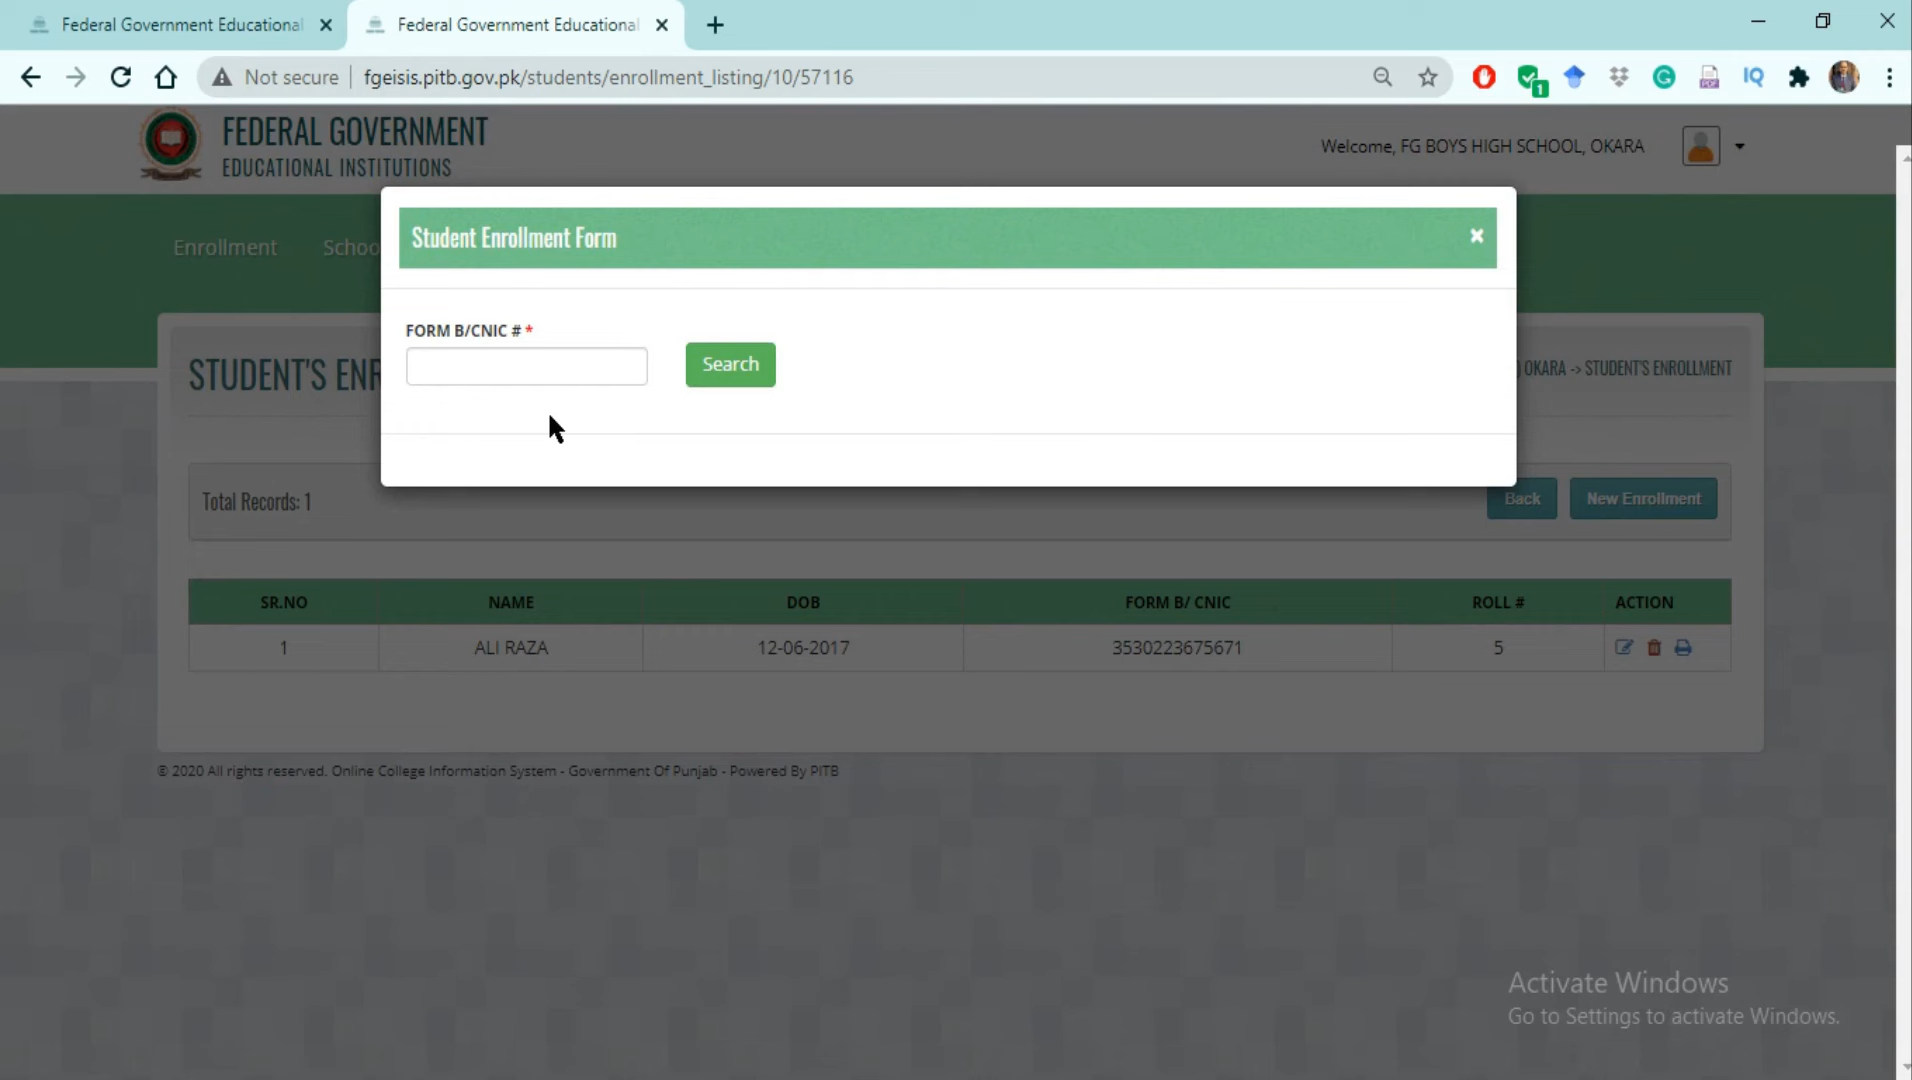 Federal Government Educational
Federal Government Educational
Not secure fgeisis.pitb.gov.pk/students/enrollment_listing/10/57116
FEDERAL GOVERNMENT
EDUCATIONAL INSTITUTIONS
Welcome, FG BOYS HIGH SCHOOL, OKARA
Enrollment Schoo
Student Enrollment Form
FORM B/CNIC # *
Search
STUDENT'S ENR
) OKARA -> STUDENT'S ENROLLMENT
Total Records: 1
Back New Enrollment
SR.NO NAME DOB FORM B/ CNIC ROLL # ACTION
1 ALI RAZA 12-06-2017 3530223675671 5
© 2020 All rights reserved. Online College Information System - Government Of Punjab - Powered By PITB
Activate Windows
Go to Settings to activate Windows.